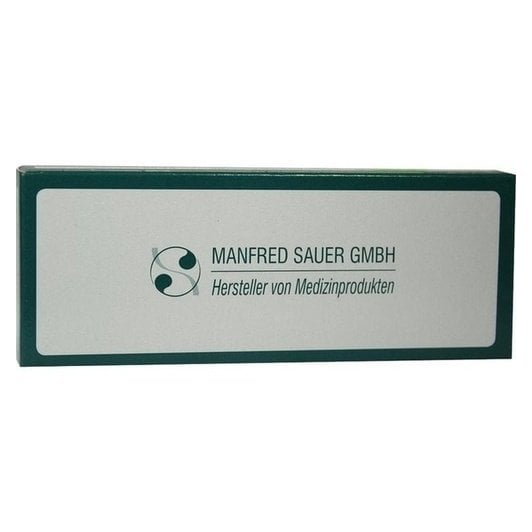 MANFRED SAUER GMBH
Hersteller von Medizinprodukten